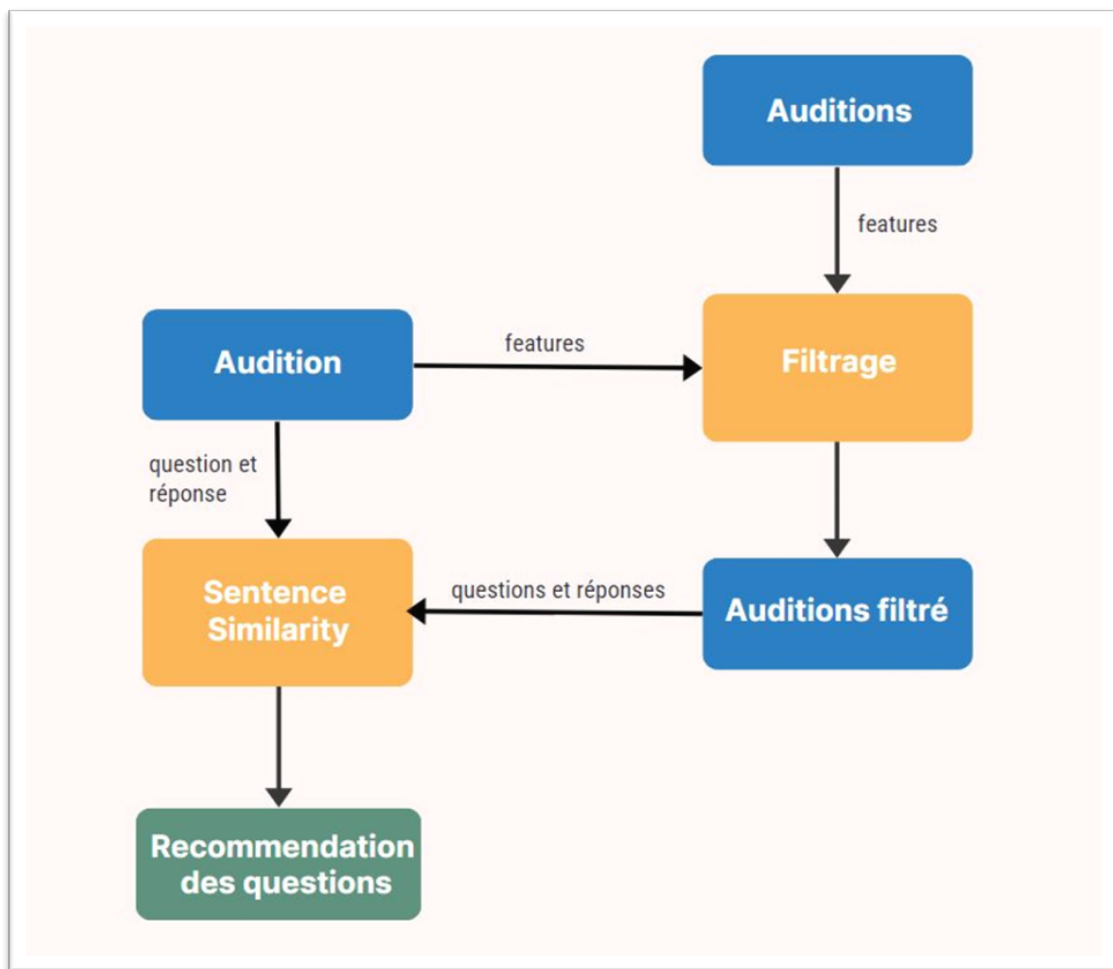 Auditions
features
Audition
features
Filtrage
question et
réponse
Sentence
Similarity
questions et réponses
Auditions filtré
Recommendation
des questions